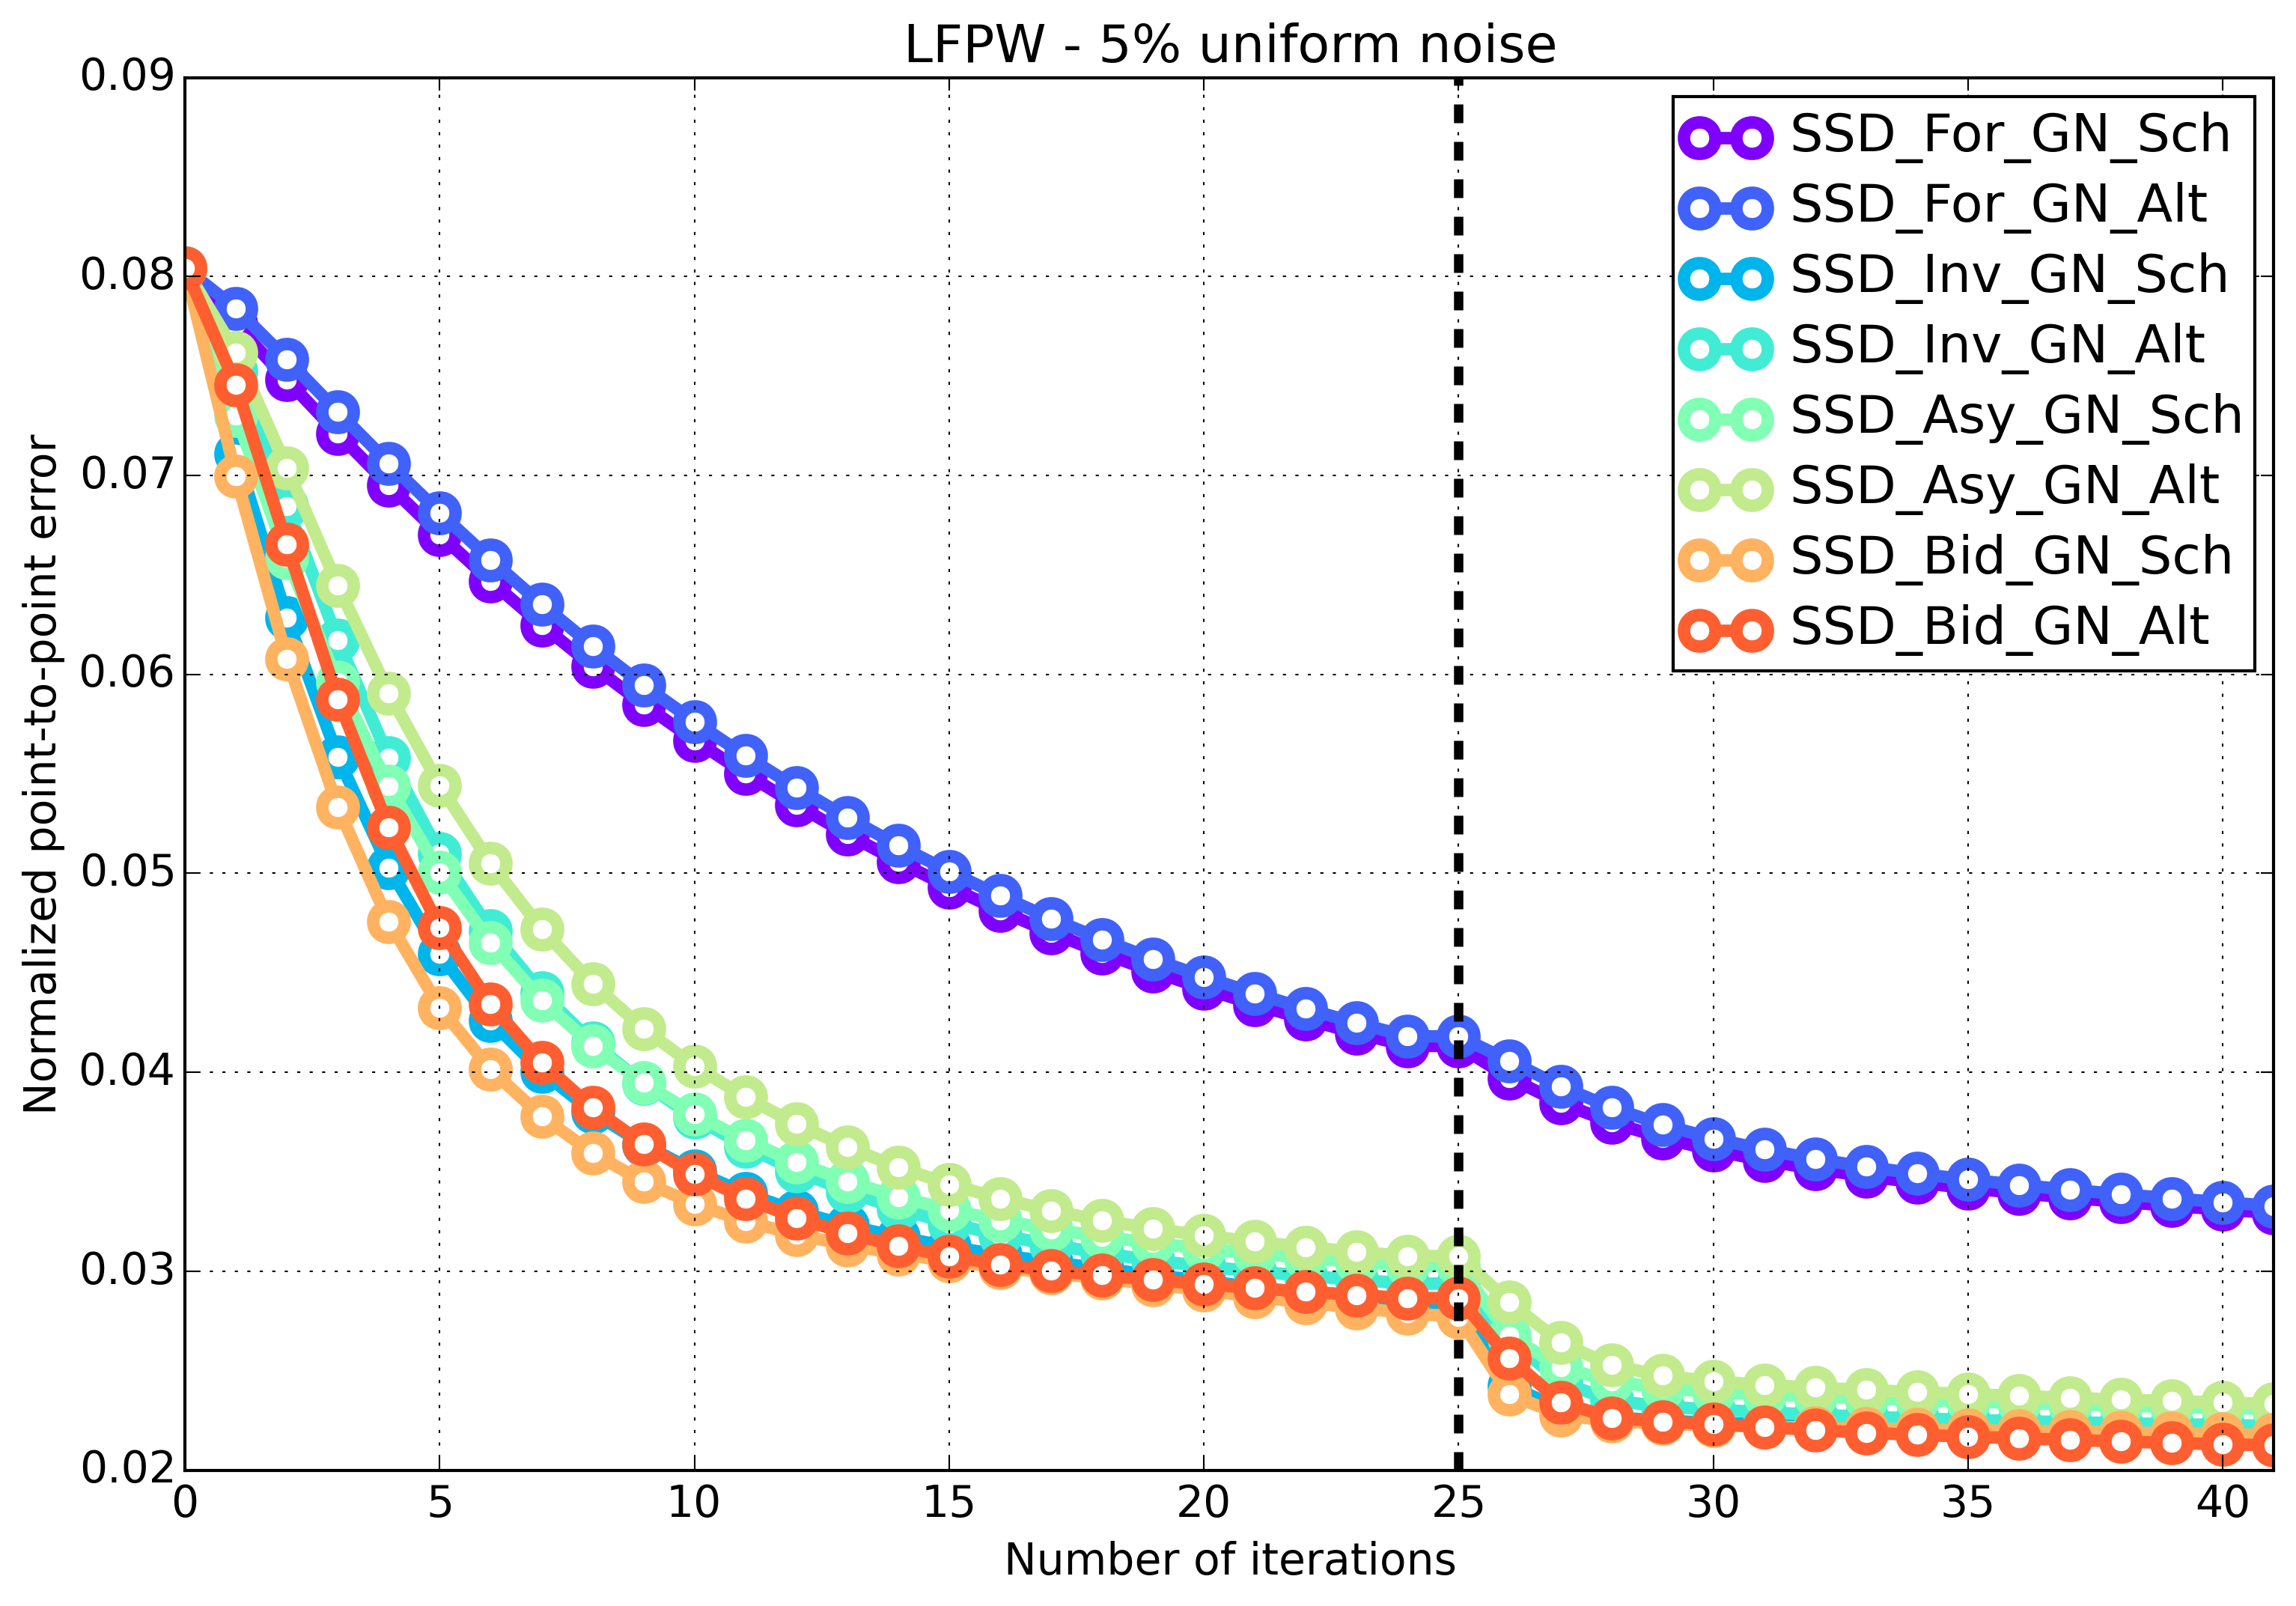 LFPW - 5% uniform noise
0.09
0.08
0.07
0.06
0.05
0.04
0.03
0.02
Normalized point-to-point error
SSD_For_GN_Sch
SSD_For_GN_Alt
SSD_Inv_GN_Sch
SSD_Inv_GN_Alt
SSD_Asy_GN_Sch
SSD_Asy_GN_Alt
SSD_Bid_GN_Sch
SSD_Bid_GN_Alt
0 5 10 15 20 25 30 35 40
Number of iterations